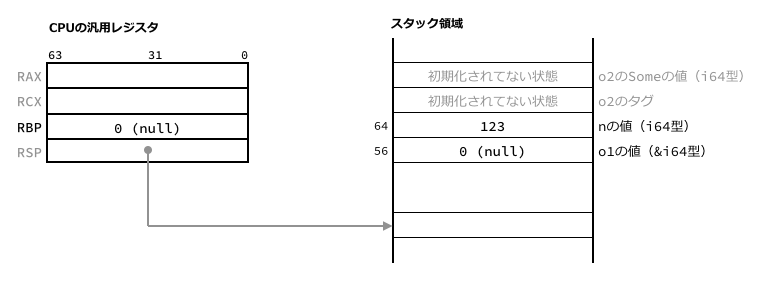 CPUの汎用レジスタ
63 31 0
RAX
RCX
RBP 0 (null)
RSP
スタック領域
初期化されてない状態 o2のSomeの値（i64型）
初期化されてない状態 o2のタグ
64 123 nの値（i64型）
56 0 (null) o1の値（&i64型）